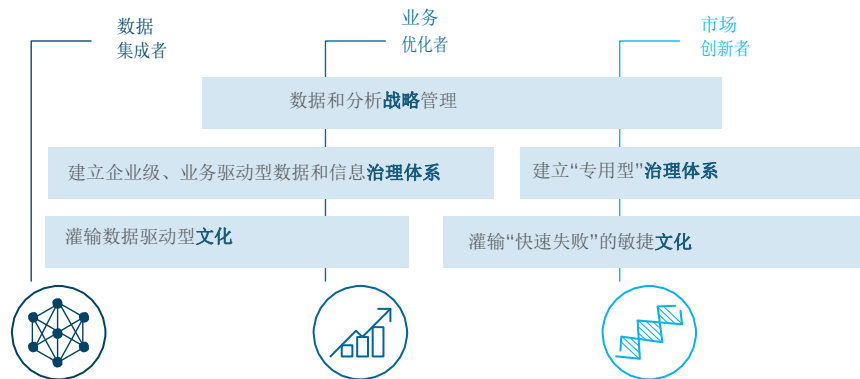 数据
集成者
业务
优化者
市场
创新者
数据和分析战略管理
建立企业级、业务驱动型数据和信息治理体系
建立“专用型”治理体系
灌输数据驱动型文化
灌输“快速失败”的敏捷文化